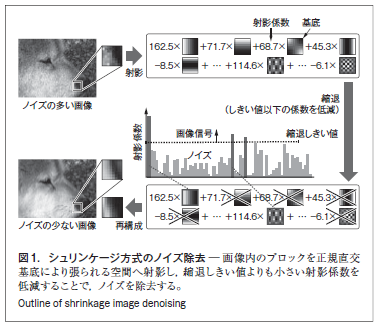 射影係数 基底
162.5× +71.7× +68.7× +45.3×
−8.5× + … +114.6× + … −6.1×
射影
ノイズの多い画像
縮退
(しきい値以下の係数を低減)
射影係数
画像信号
縮退しきい値
ノイズ
162.5× +71.7× +68.7× +45.3×
−8.5× + … +114.6× + … −6.1×
ノイズの少ない画像
再構成
図1. シュリンケージ方式のノイズ除去 — 画像内のブロックを正規直交
基底により張られる空間へ射影し,縮退しきい値よりも小さい射影係数を
低減することで,ノイズを除去する。
Outline of shrinkage image denoising